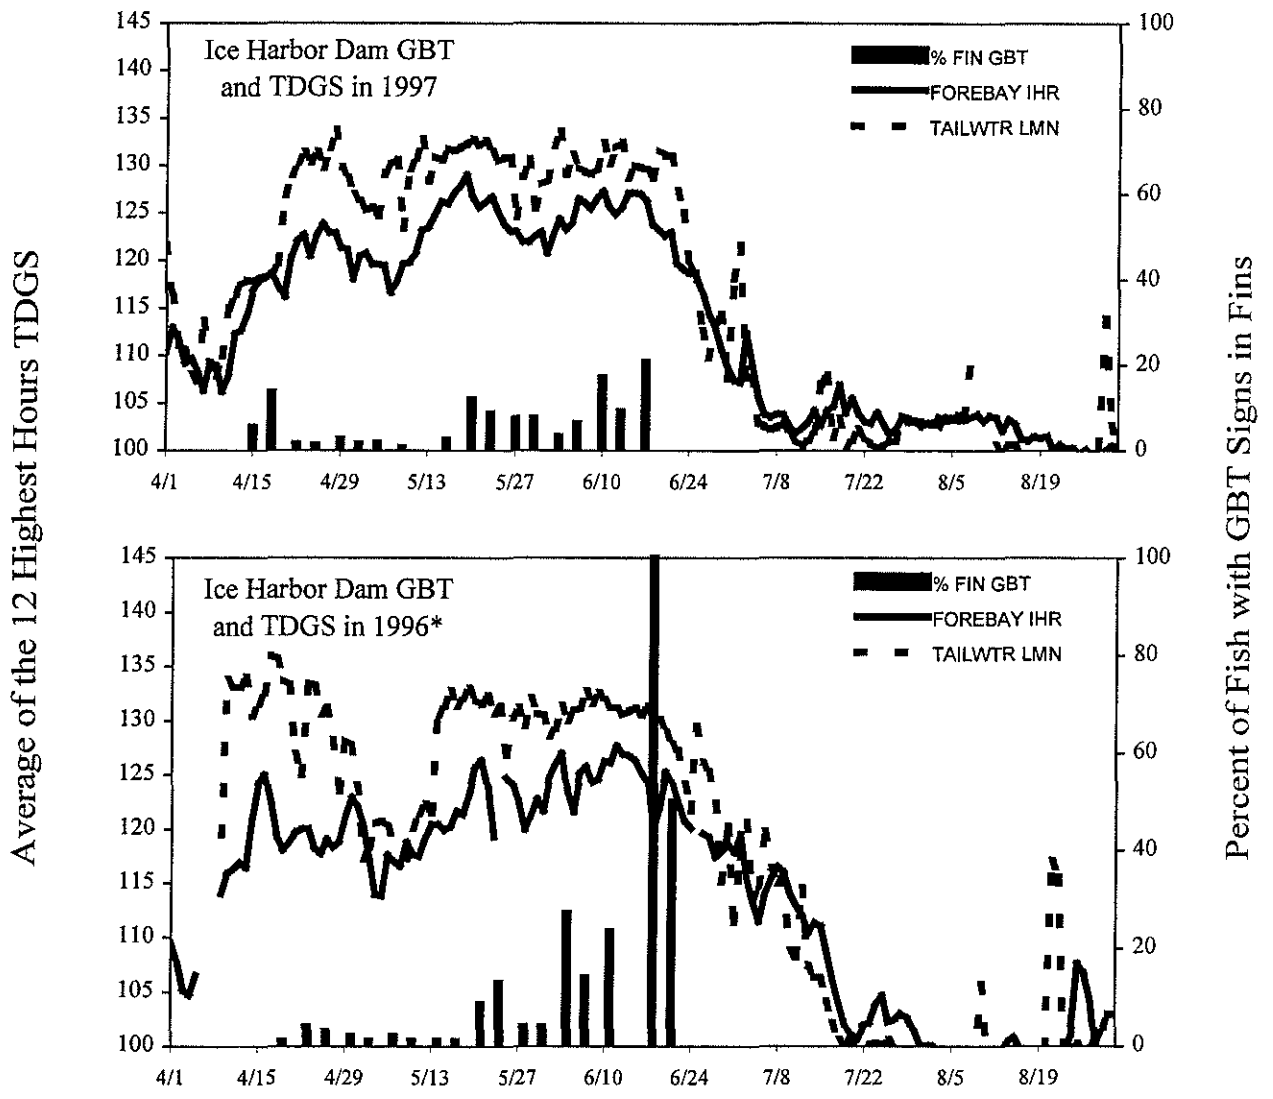 Average of the 12 Highest Hours TDGS
Percent of Fish with GBT Signs in Fins
Ice Harbor Dam GBT
and TDGS in 1997
% FIN GBT
FOREBAY IHR
TAILWTR LMN
145
140
135
130
125
120
115
110
105
100
100
80
60
40
20
0
4/1 4/15 4/29 5/13 5/27 6/10 6/24 7/8 7/22 8/5 8/19
Ice Harbor Dam GBT
and TDGS in 1996*
% FIN GBT
FOREBAY IHR
TAILWTR LMN
145
140
135
130
125
120
115
110
105
100
100
80
60
40
20
0
4/1 4/15 4/29 5/13 5/27 6/10 6/24 7/8 7/22 8/5 8/19